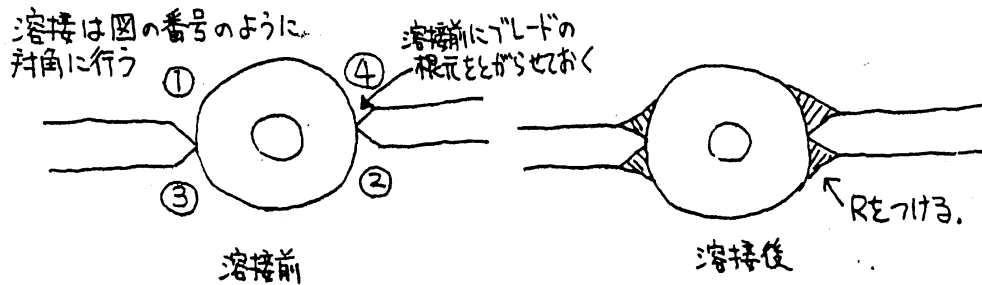 溶接は図の番号のように
対角に行う
溶接前にブレードの
根元をとがらせておく
①
④
③
②
Rをつける.
溶接前
溶接後